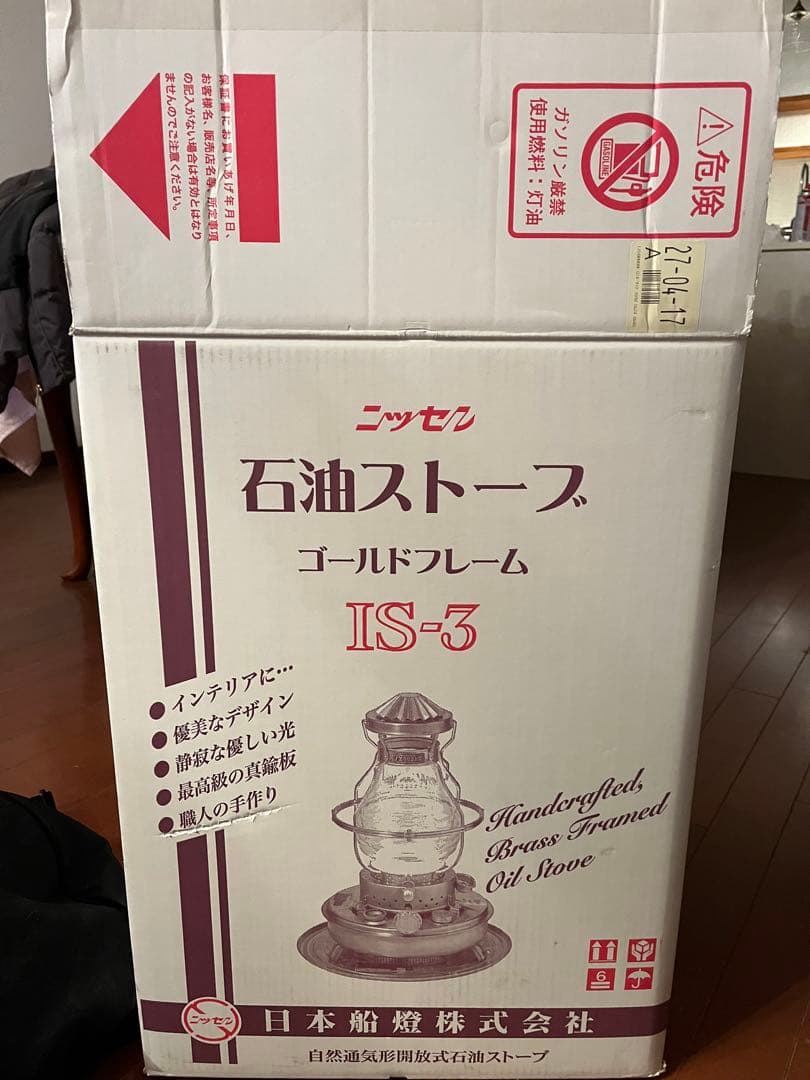 保証書にお買いあげ年月日、
お客様名、販売店名等、所定事項
の記入がない場合は有効とはなり
ませんのでご注意ください。
危険
GASOLINE
ガソリン厳禁
使用燃料：灯油
27-04-17
A
ニッセン
石油ストーブ
ゴールドフレーム
IS-3
●インテリアに…
●優美なデザイン
●静寂な優しい光
●最高級の真鍮板
●職人の手作り
Handcrafted,
Brass Framed
Oil Stove
6
ニッセン
日本船燈株式会社
自然通気形開放式石油ストーブ